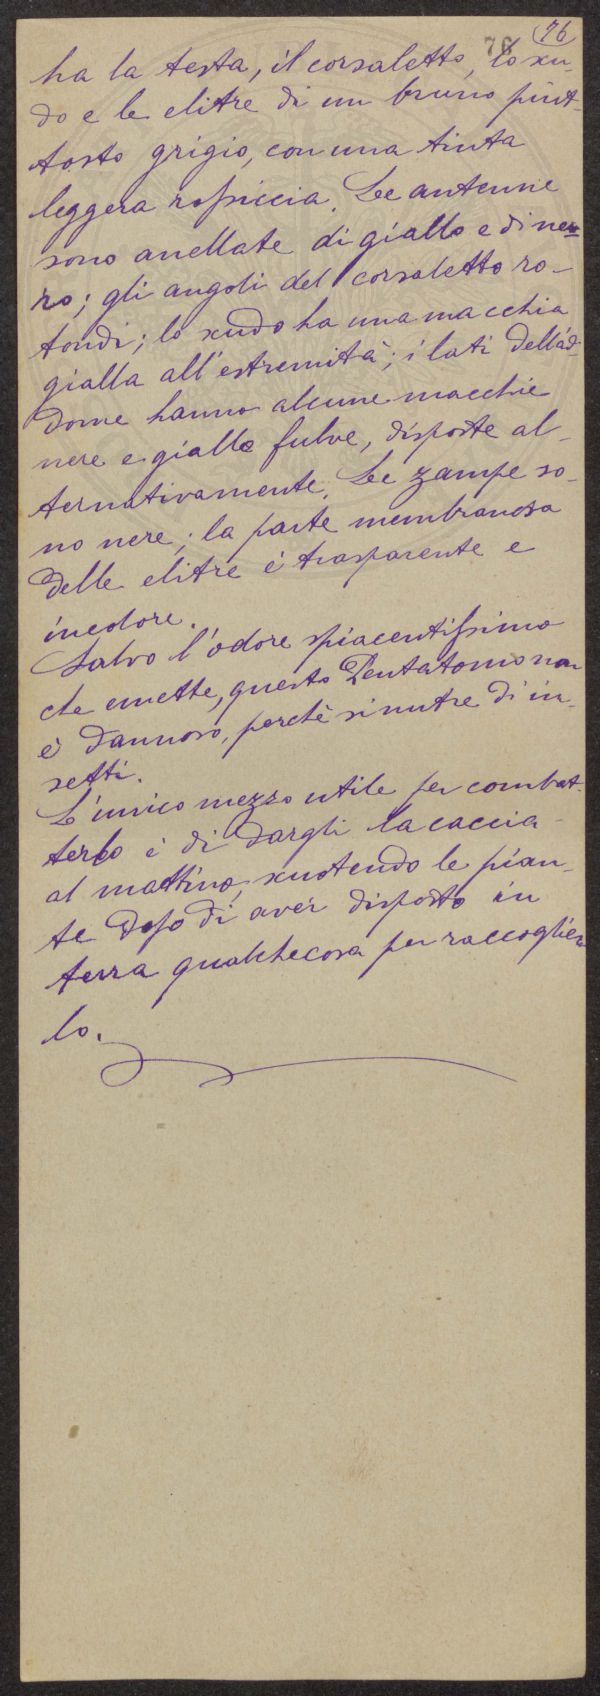 76 76
ha la testa, il corsaletto, lo scu-
do e le elitre di un bruno piut-
tosto grigio, con una tinta
leggera rossiccia. Le antenne
sono anellate di giallo e di ne-
ro; gli angoli del corsaletto ro-
tondi; lo scudo ha una macchia
gialla all'estremità; i lati dell'ad-
dome hanno alcune macchie
nere e gialle fulve, disposte al-
ternativamente. Le zampe so-
no nere; la parte membranosa
delle elitre è trasparente e
incolore.
Salvo l'odore spiacentissimo
che emette, questo Pentatomo non
è dannoso, perchè si nutre di in-
setti.
L'unico mezzo utile per combat-
terlo è di dargli la caccia
al mattino, scuotendo le pian-
te dopo di aver disposto in
terra qualchecosa per raccoglier
lo.